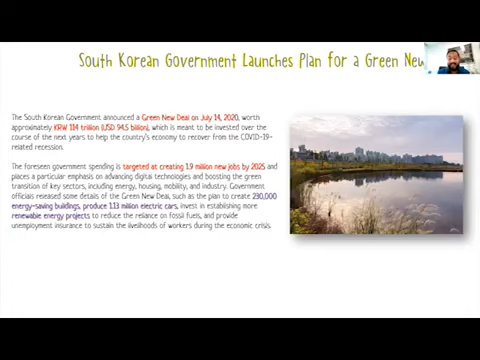 South Korean Government Launches Plan for a Green New
The South Korean Government announced a Green New Deal on July 14, 2020, worth
approximately KRW 114 trillion (USD 94.5 billion), which is meant to be invested over the
course of the next years to help the country's economy to recover from the COVID-19-
related recession.
The foreseen government spending is targeted at creating 1.9 million new jobs by 2025 and
places a particular emphasis on advancing digital technologies and boosting the green
transition of key sectors, including energy, housing, mobility, and industry. Government
officials released some details of the Green New Deal, such as the plan to create 230,000
energy-saving buildings, produce 1.13 million electric cars, invest in establishing more
renewable energy projects to reduce the reliance on fossil fuels, and provide
unemployment insurance to sustain the livelihoods of workers during the economic crisis.